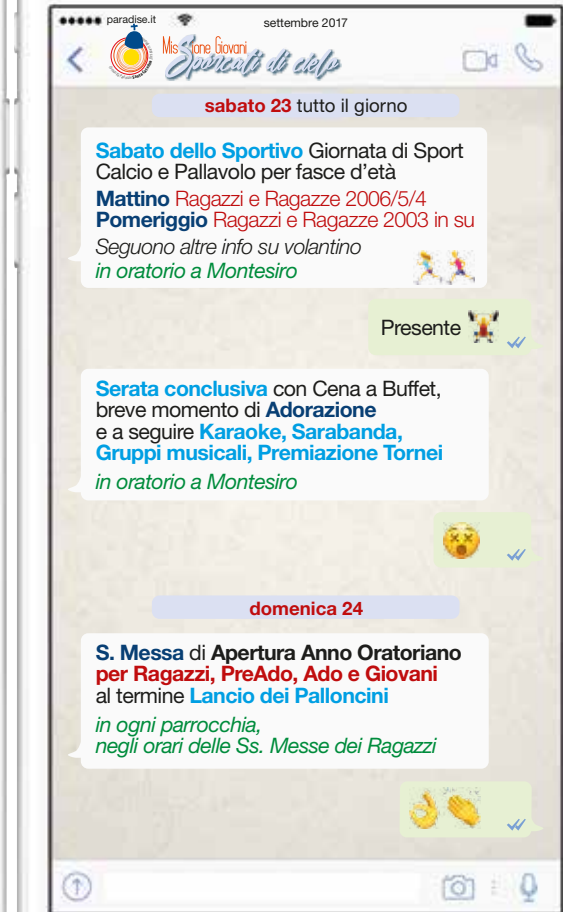 paradise.it
settembre 2017
Missione Giovani
Sporcati di cielo
sabato 23 tutto il giorno
Sabato dello Sportivo Giornata di Sport
Calcio e Pallavolo per fasce d'età
Mattino Ragazzi e Ragazze 2006/5/4
Pomeriggio Ragazzi e Ragazze 2003 in su
Seguono altre info su volantino
in oratorio a Montesiro
Presente
Serata conclusiva con Cena a Buffet,
breve momento di Adorazione
e a seguire Karaoke, Sarabanda,
Gruppi musicali, Premiazione Tornei
in oratorio a Montesiro
domenica 24
S. Messa di Apertura Anno Oratoriano
per Ragazzi, PreAdo, Ado e Giovani
al termine Lancio dei Palloncini
in ogni parrocchia,
negli orari delle Ss. Messe dei Ragazzi